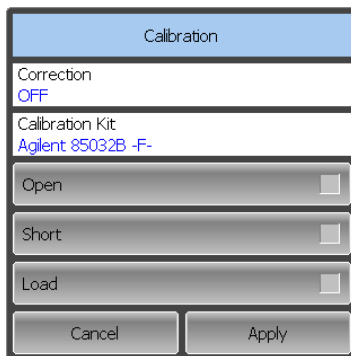 Calibration
Correction
OFF
Calibration Kit
Agilent 85032B -F-
Open
Short
Load
Cancel Apply